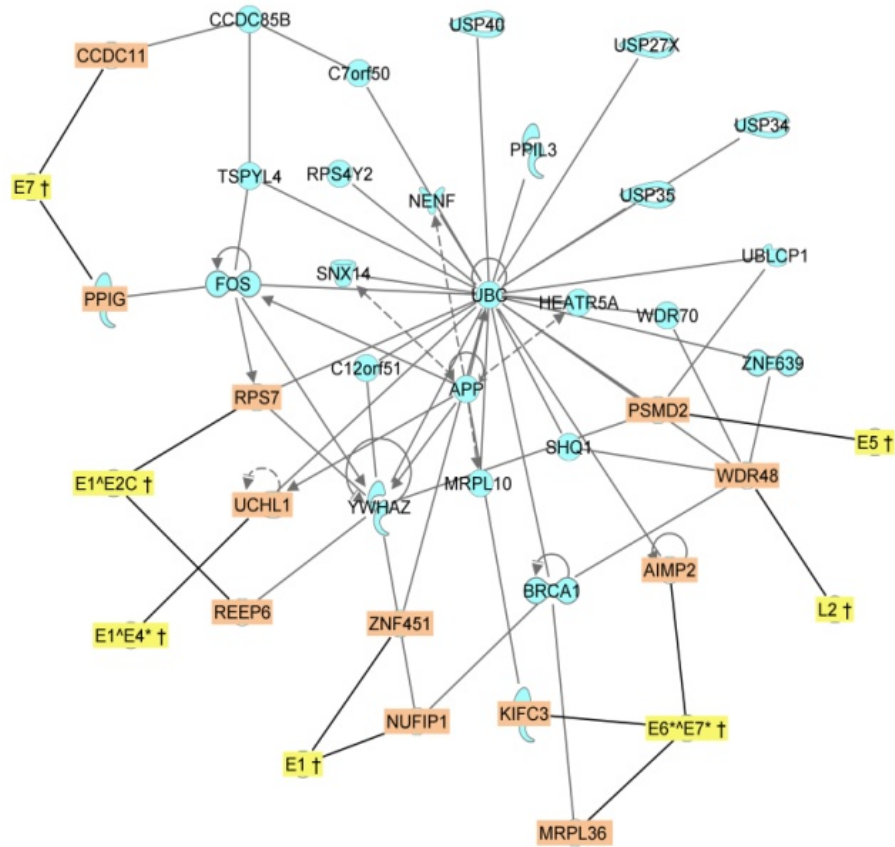 CCDC85B
USP40
CCDC11
USP27X
C7orf50
USP34
PPIL3
E7 †
TSPYL4
RPS4Y2
NENF
USP35
UBLCP1
FOS
SNX14
UBC
HEATR5A
PPIG
WDR70
C12orf51
ZNF639
APP
RPS7
PSMD2
E5 †
SHQ1
WDR48
E1^E2C †
MRPL10
UCHL1
YWHAZ
AIMP2
BRCA1
REEP6
L2 †
ZNF451
E1^E4* †
KIFC3
NUFIP1
E6*^E7* †
E1 †
MRPL36